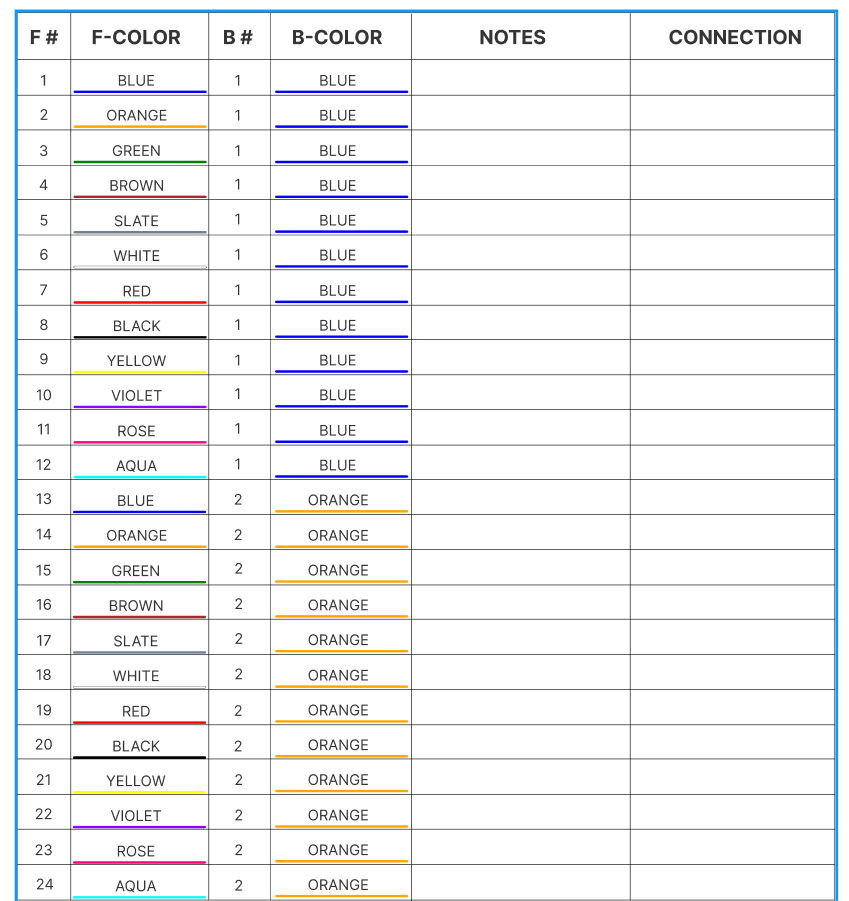 F # F-COLOR B # B-COLOR NOTES CONNECTION
1 BLUE 1 BLUE
2 ORANGE 1 BLUE
3 GREEN 1 BLUE
4 BROWN 1 BLUE
5 SLATE 1 BLUE
6 WHITE 1 BLUE
7 RED 1 BLUE
8 BLACK 1 BLUE
9 YELLOW 1 BLUE
10 VIOLET 1 BLUE
11 ROSE 1 BLUE
12 AQUA 1 BLUE
13 BLUE 2 ORANGE
14 ORANGE 2 ORANGE
15 GREEN 2 ORANGE
16 BROWN 2 ORANGE
17 SLATE 2 ORANGE
18 WHITE 2 ORANGE
19 RED 2 ORANGE
20 BLACK 2 ORANGE
21 YELLOW 2 ORANGE
22 VIOLET 2 ORANGE
23 ROSE 2 ORANGE
24 AQUA 2 ORANGE